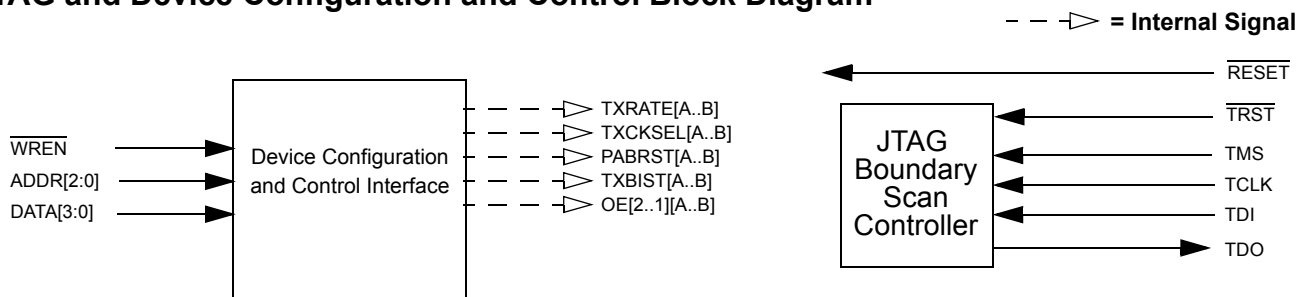 JTAG and Device Configuration and Control Block Diagram
= Internal Signal
WREN
ADDR[2:0]
DATA[3:0]
Device Configuration
and Control Interface
TXRATE[A..B]
TXCKSEL[A..B]
PABRST[A..B]
TXBIST[A..B]
OE[2..1][A..B]
JTAG
Boundary
Scan
Controller
RESET
TRST
TMS
TCLK
TDI
TDO